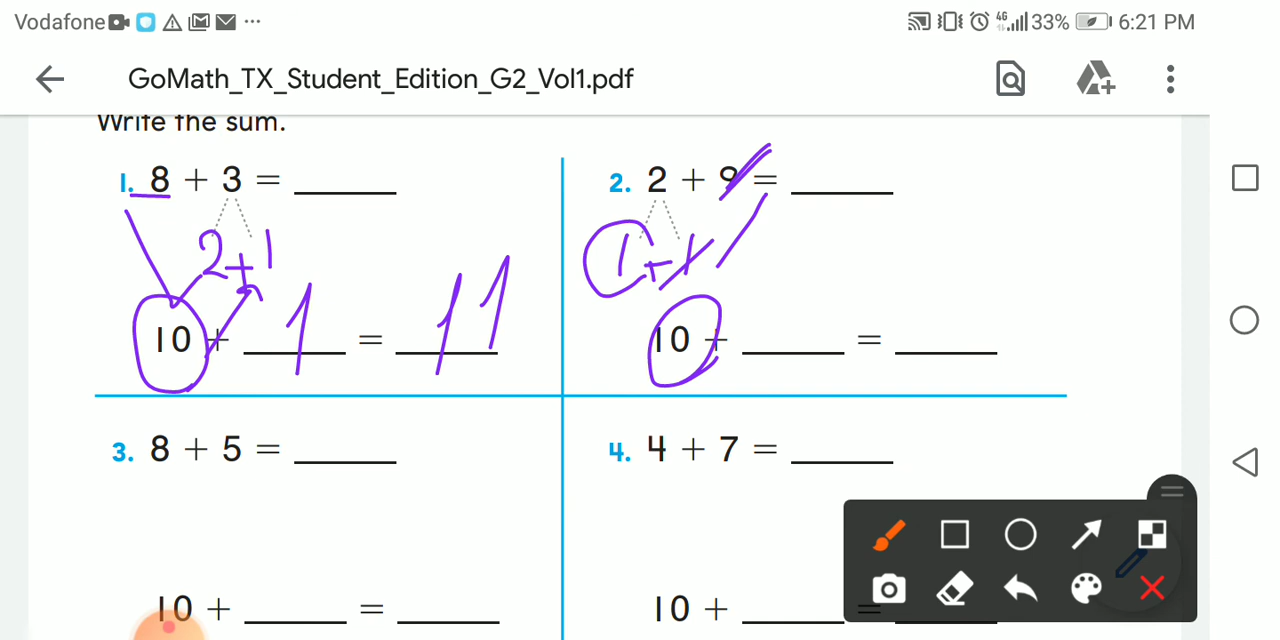 Vodafone ... 4G 33% 6:21 PM
GoMath_TX_Student_Edition_G2_Vol1.pdf
Write the sum.
1. 8 + 3 = ______
2 + 1
10 + 1 = 11
2. 2 + 9 = ______
1 + 1
10 + ______ = ______
3. 8 + 5 = ______
10 + ______ = ______
4. 4 + 7 = ______
10 + ______ = ______